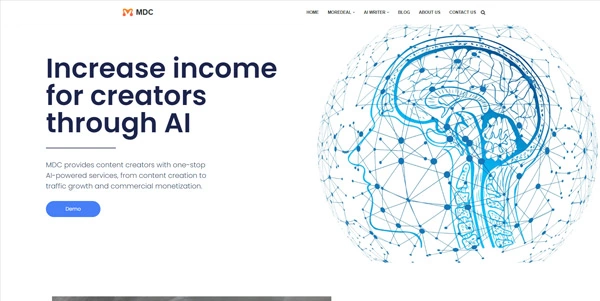 MDC
HOME MOREDEAL AI WRITER BLOG ABOUT US CONTACT US
Increase income
for creators
through AI
MDC provides content creators with one-stop
AI-powered services, from content creation to
traffic growth and commercial monetization.
Demo